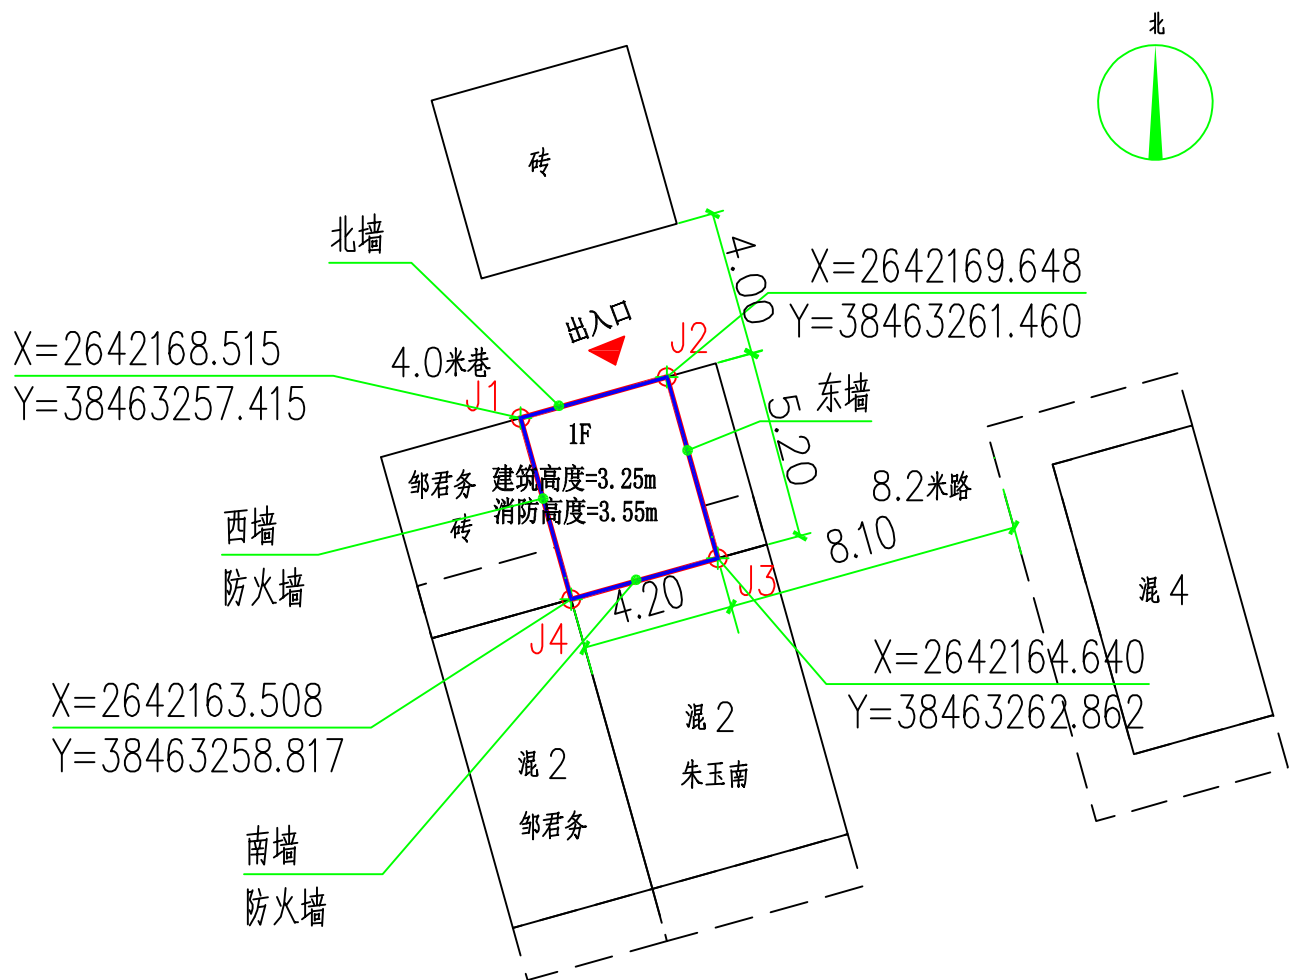 北
砖
北墙
4.00
X=2642169.648
Y=38463261.460
出入口
J2
X=2642168.515
Y=38463257.415
4.0米巷
J1
东墙
5.20
1F
邹君务
砖
建筑高度=3.25m
消防高度=3.55m
8.2米路
8.10
西墙
防火墙
4.20
J3
J4
混4
X=2642164.640
Y=38463262.862
X=2642163.508
Y=38463258.817
混2
朱玉南
混2
邹君务
南墙
防火墙